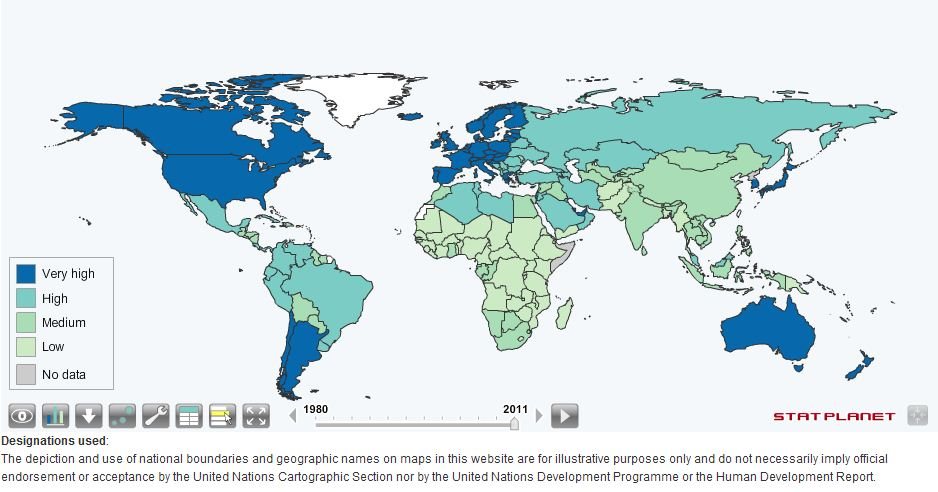 Very high
High
Medium
Low
No data
1980
2011
STATPLANET
Designations used:
The depiction and use of national boundaries and geographic names on maps in this website are for illustrative purposes only and do not necessarily imply official
endorsement or acceptance by the United Nations Cartographic Section nor by the United Nations Development Programme or the Human Development Report.